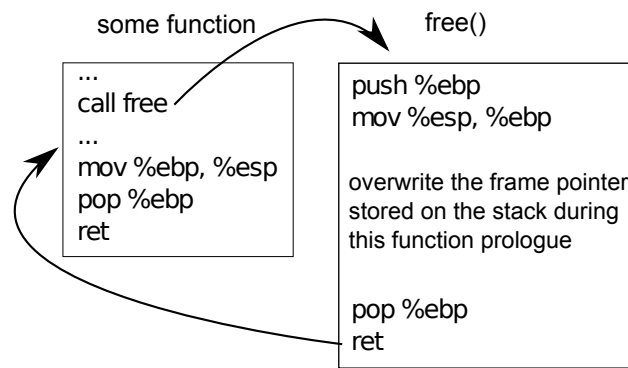 some function
...
call free
...
mov %ebp, %esp
pop %ebp
ret
free()
push %ebp
mov %esp, %ebp
overwrite the frame pointer
stored on the stack during
this function prologue
pop %ebp
ret